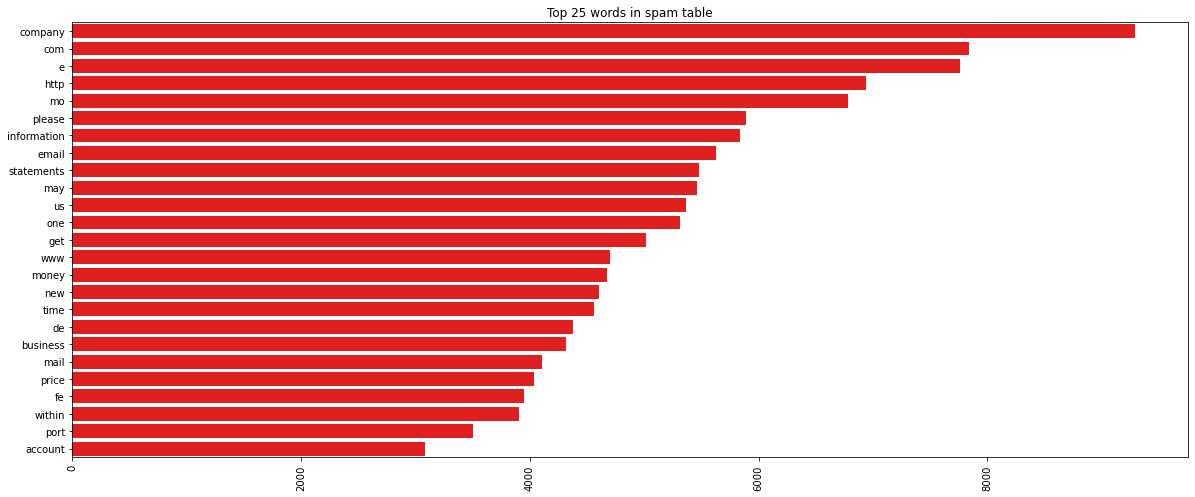 Top 25 words in spam table
company
com
e
http
mo
please
information
email
statements
may
us
one
get
www
money
new
time
de
business
mail
price
fe
within
port
account
0
2000
4000
6000
8000